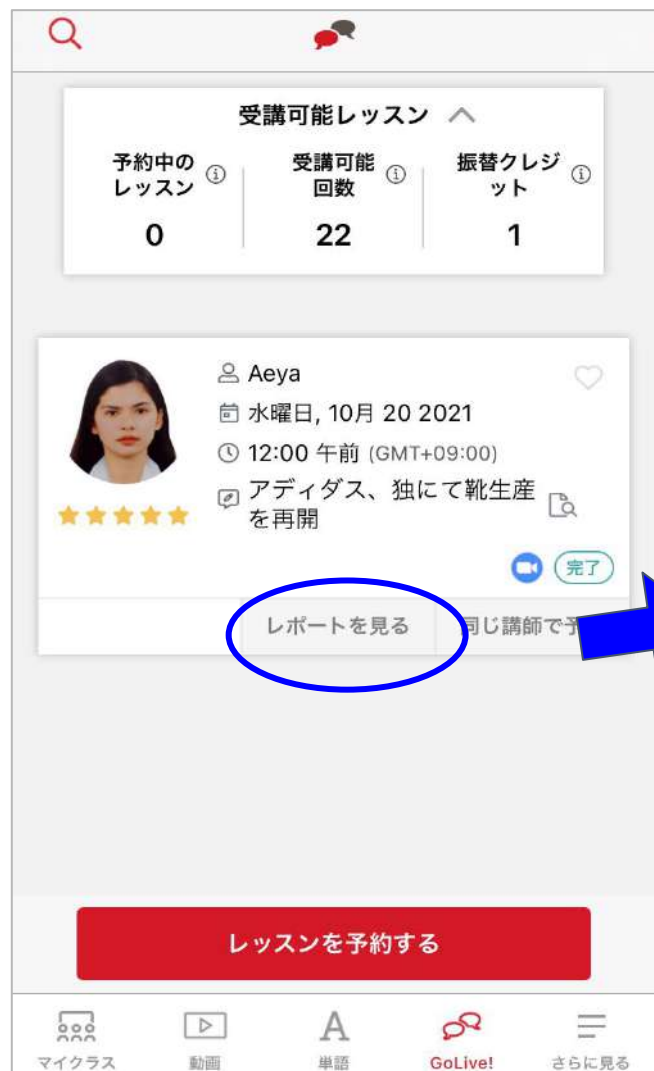 受講可能レッスン
予約中の
レッスン
受講可能
回数
振替クレジ
ット
0
22
1
Aeya
水曜日, 10月 20 2021
12:00 午前 (GMT+09:00)
アディダス、独にて靴生産
を再開
完了
レポートを見る
同じ講師で予
レッスンを予約する
マイクラス
動画
A
単語
GoLive!
さらに見る